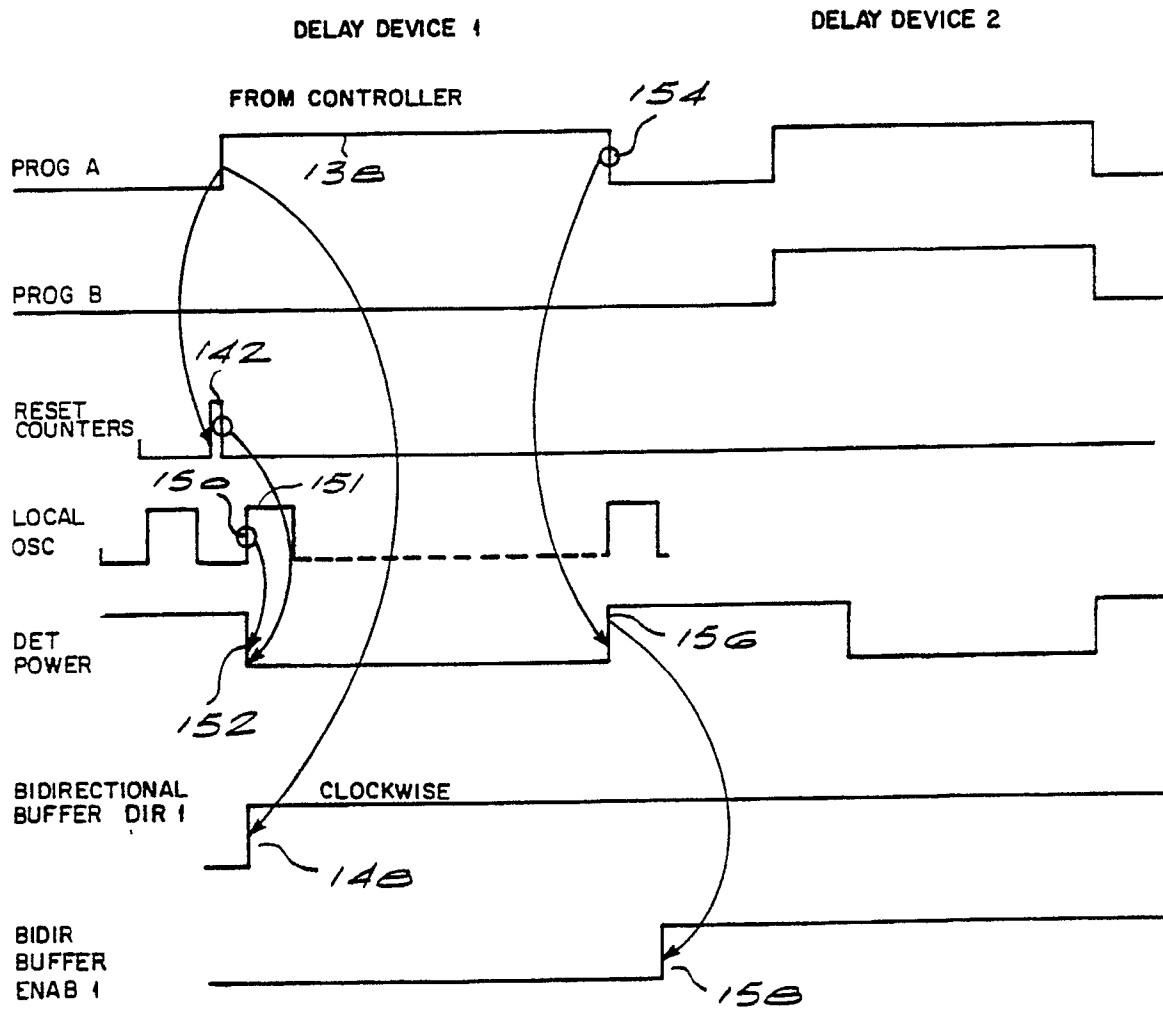 DELAY DEVICE 1
DELAY DEVICE 2
FROM CONTROLLER
154
PROG A
138
PROG B
142
RESET
COUNTERS
150
151
LOCAL
OSC
DET
POWER
156
152
BIDIRECTIONAL
BUFFER DIR 1
CLOCKWISE
148
BIDIR
BUFFER
ENAB 1
158